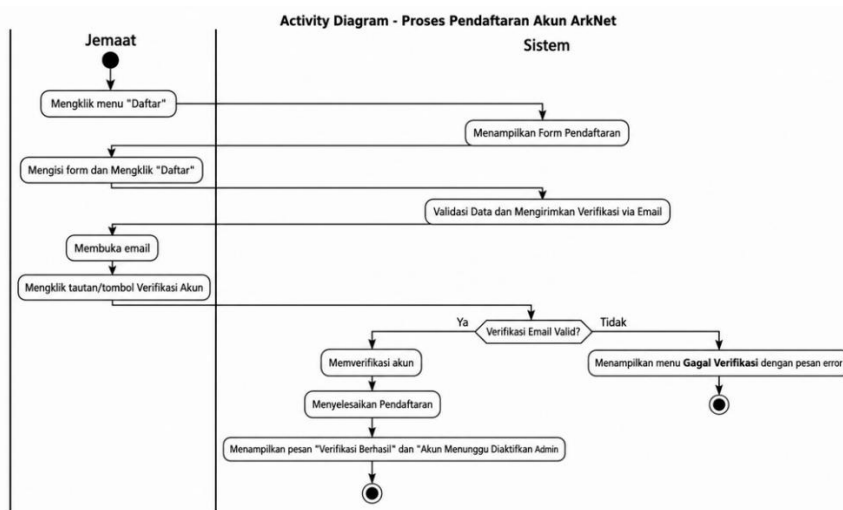 Activity Diagram - Proses Pendaftaran Akun ArkNet
Jemaat
Sistem
Mengklik menu "Daftar"
Menampilkan Form Pendaftaran
Mengisi form dan Mengklik "Daftar"
Validasi Data dan Mengirimkan Verifikasi via Email
Membuka email
Mengklik tautan/tombol Verifikasi Akun
Ya
Verifikasi Email Valid?
Tidak
Memverifikasi akun
Menampilkan menu Gagal Verifikasi dengan pesan error
Menyelesaikan Pendaftaran
Menampilkan pesan "Verifikasi Berhasil" dan "Akun Menunggu Diaktifkan Admin